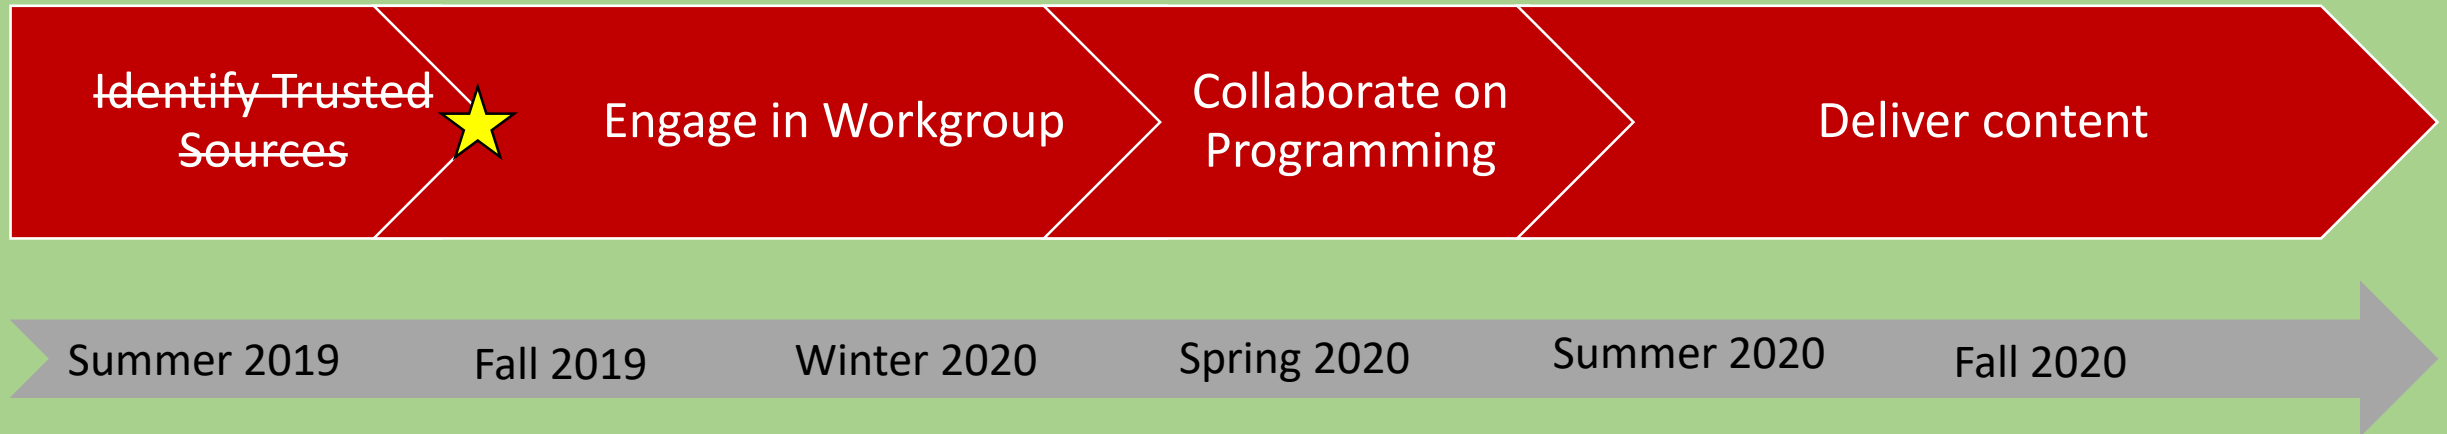 Identify Trusted
Sources
Engage in Workgroup
Collaborate on
Programming
Deliver content
Summer 2019
Fall 2019
Winter 2020
Spring 2020
Summer 2020
Fall 2020